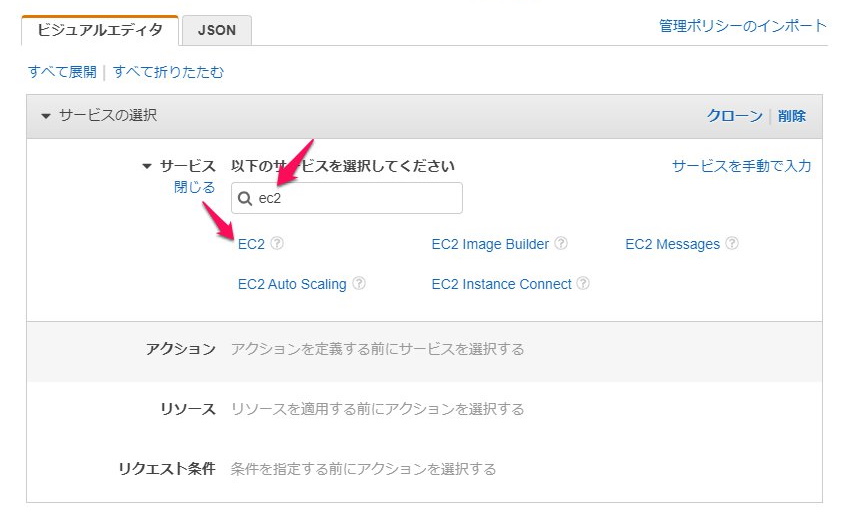 ビジュアルエディタ JSON 管理ポリシーのインポート
すべて展開 | すべて折りたたむ
サービスの選択 クローン | 削除
サービス 以下のサービスを選択してください サービスを手動で入力
閉じる ec2
EC2 EC2 Image Builder EC2 Messages
EC2 Auto Scaling EC2 Instance Connect
アクション アクションを定義する前にサービスを選択する
リソース リソースを適用する前にアクションを選択する
リクエスト条件 条件を指定する前にアクションを選択する